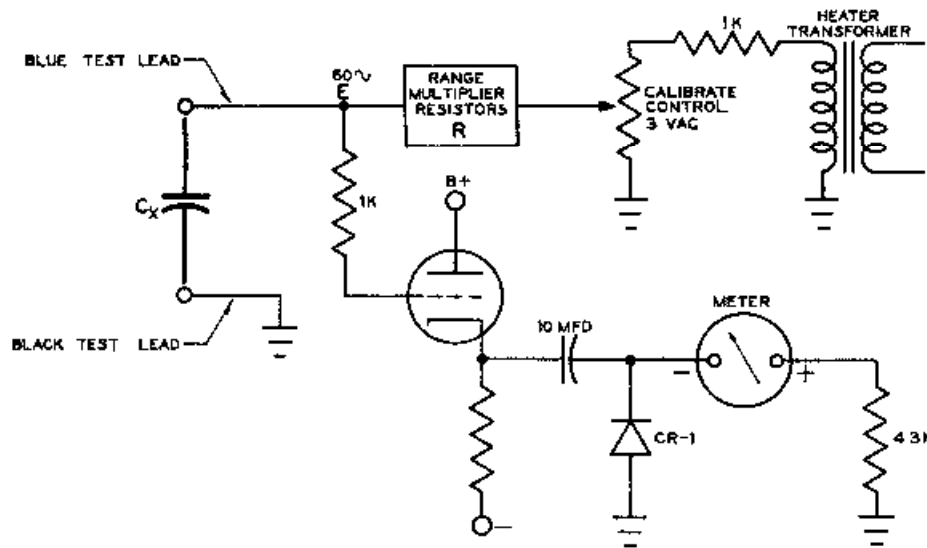 HEATER
TRANSFORMER
1K
BLUE TEST LEAD
60~
E
RANGE
MULTIPLIER
RESISTORS
R
CALIBRATE
CONTROL
3 VAC
1K
B+
Cx
BLACK TEST LEAD
10 MFD
METER
-
+
CR-1
-